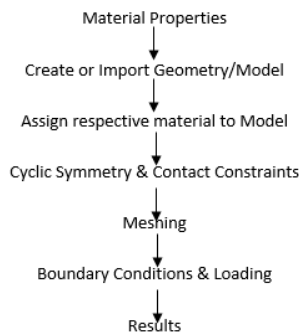 Material Properties
Create or Import Geometry/Model
Assign respective material to Model
Cyclic Symmetry & Contact Constraints
Meshing
Boundary Conditions & Loading
Results